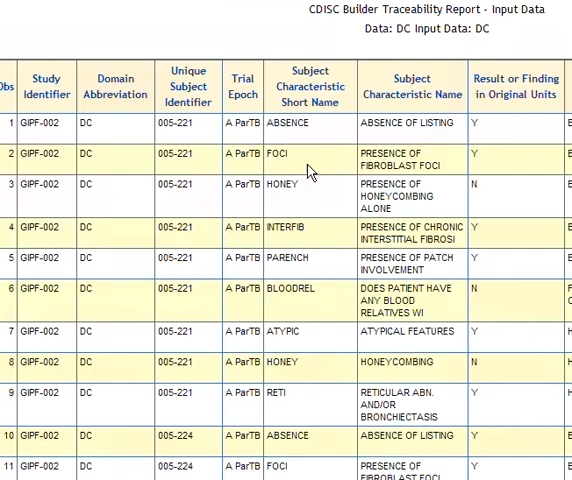 CDISC Builder Traceability Report - Input Data
Data: DC Input Data: DC
Obs Study Identifier Domain Abbreviation Unique Subject Identifier Trial Epoch Subject Characteristic Short Name Subject Characteristic Name Result or Finding in Original Units
1 GIPF-002 DC 005-221 A ParTB ABSENCE ABSENCE OF LISTING Y
2 GIPF-002 DC 005-221 A ParTB FOCI PRESENCE OF FIBROBLAST FOCI Y
3 GIPF-002 DC 005-221 A ParTB HONEY PRESENCE OF HONEYCOMBING ALONE N
4 GIPF-002 DC 005-221 A ParTB INTERFIB PRESENCE OF CHRONIC INTERSTITIAL FIBROSI Y
5 GIPF-002 DC 005-221 A ParTB PARENCH PRESENCE OF PATCH INVOLVEMENT Y
6 GIPF-002 DC 005-221 A ParTB BLOODREL DOES PATIENT HAVE ANY BLOOD RELATIVES WI N
7 GIPF-002 DC 005-221 A ParTB ATYPIC ATYPICAL FEATURES Y
8 GIPF-002 DC 005-221 A ParTB HONEY HONEYCOMBING N
9 GIPF-002 DC 005-221 A ParTB RETI RETICULAR ABN. AND/OR BRONCHIECTASIS Y
10 GIPF-002 DC 005-224 A ParTB ABSENCE ABSENCE OF LISTING Y
11 GIPF-002 DC 005-224 A ParTB FOCI PRESENCE OF FIBROBLAST FOCI Y